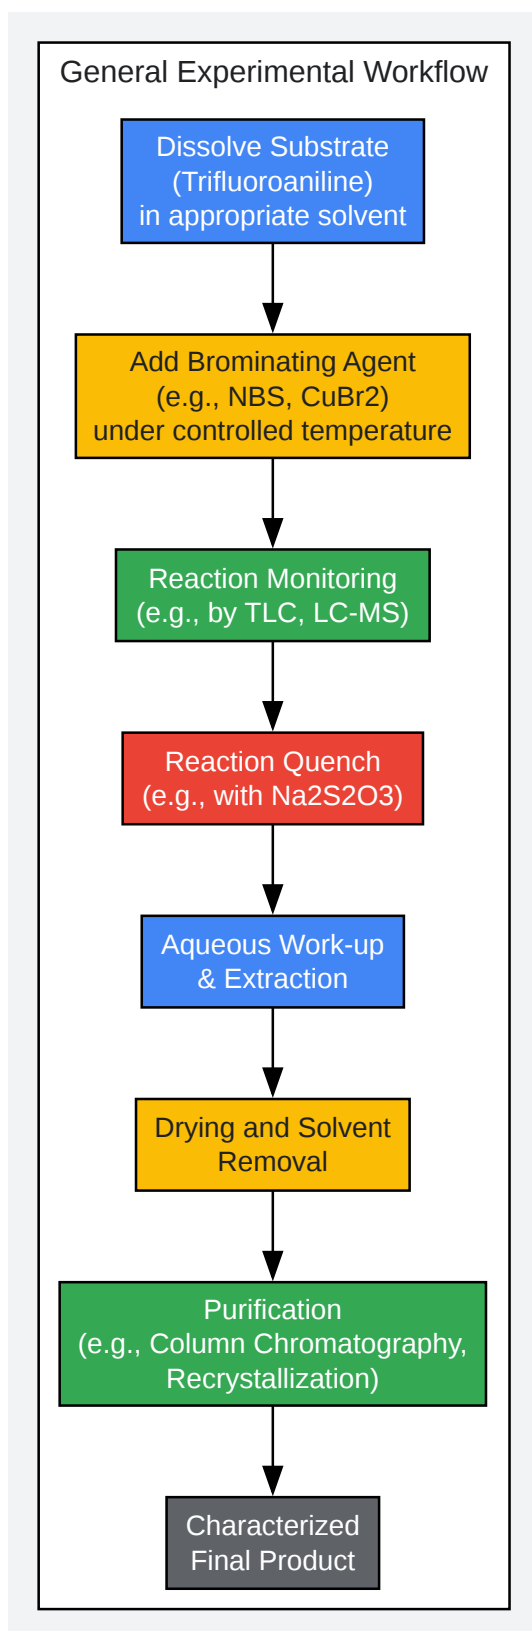 General Experimental Workflow
Dissolve Substrate
(Trifluoroaniline)
in appropriate solvent
Add Brominating Agent
(e.g., NBS, CuBr2)
under controlled temperature
Reaction Monitoring
(e.g., by TLC, LC-MS)
Reaction Quench
(e.g., with Na2S2O3)
Aqueous Work-up
& Extraction
Drying and Solvent
Removal
Purification
(e.g., Column Chromatography,
Recrystallization)
Characterized
Final Product